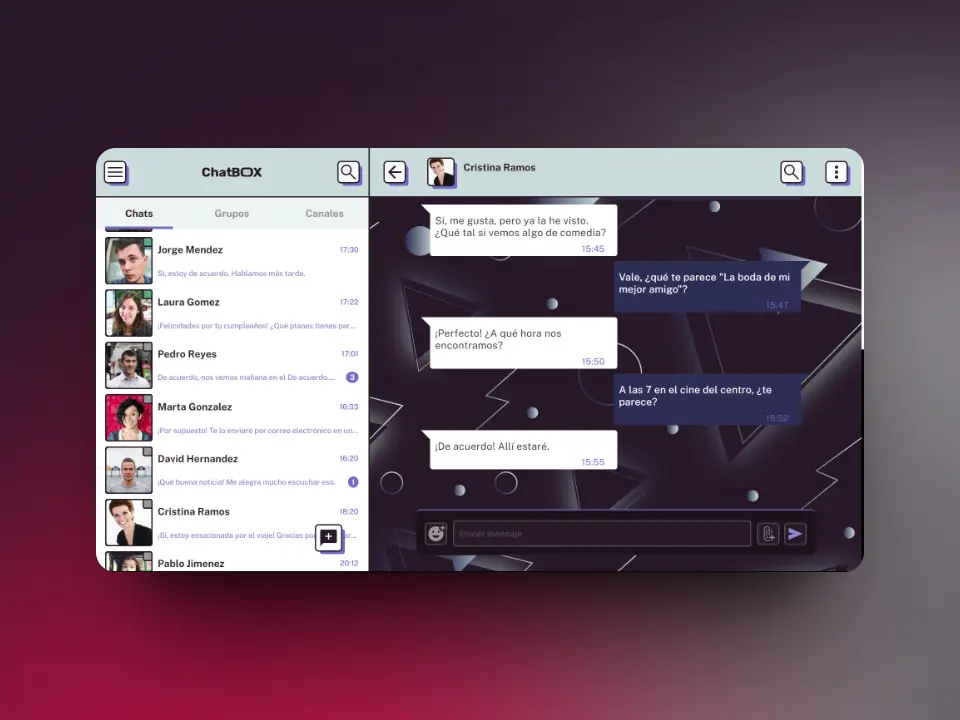 ChatBOX
Chats Grupos Canales
Jorge Mendez 17:30
Si, estoy de acuerdo. Hablamos más tarde.
Laura Gomez 17:22
¡Felicidades por tu cumpleaños! ¿Qué planes tienes par...
Pedro Reyes 17:01
De acuerdo, nos vemos mañana en el De acuerdo,... 3
Marta Gonzalez 16:33
¡Por supuesto! Te lo enviaré por correo electrónico en un...
David Hernandez 16:20
¡Qué buena noticia! Me alegra mucho escuchar eso. 1
Cristina Ramos 18:20
¡Si, estoy emocionada por el viaje! Gracias por ar...
Pablo Jimenez 20:12
Cristina Ramos
Sí, me gusta, pero ya la he visto.
¿Qué tal si vemos algo de comedia?
15:45
Vale, ¿qué te parece "La boda de mi
mejor amigo"?
15:47
¡Perfecto! ¿A qué hora nos
encontramos?
15:50
A las 7 en el cine del centro, ¿te
parece?
15:52
¡De acuerdo! Allí estaré.
15:55
Enviar mensaje